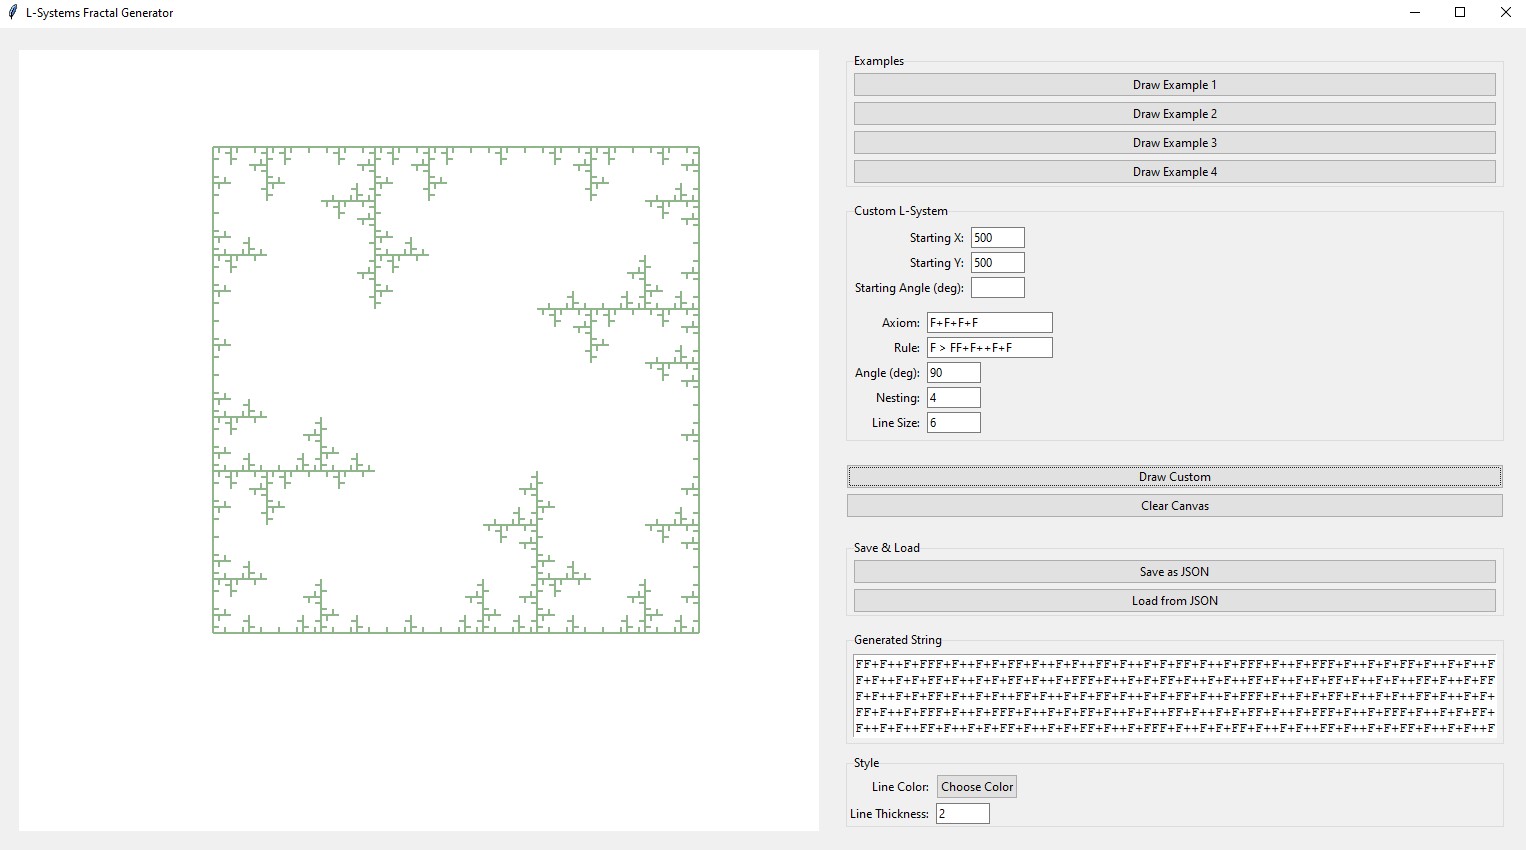 L-Systems Fractal Generator
Examples
Draw Example 1
Draw Example 2
Draw Example 3
Draw Example 4
Custom L-System
Starting X: 500
Starting Y: 500
Starting Angle (deg):
Axiom: F+F+F+F
Rule: F > FF+F++F+F
Angle (deg): 90
Nesting: 4
Line Size: 6
Draw Custom
Clear Canvas
Save & Load
Save as JSON
Load from JSON
Generated String
FF+F++F+FFF+F++F+F+FF+F++F+F++FF+F++F+F+FF+F++F+FFF+F++F+FFF+F++F+F+FF+F++F+F++F
F+F++F+F+FF+F++F+F+FF+F++F+FFF+F++F+F+FF+F++F+F++FF+F++F+F+FF+F++F+F++FF+F++F+FF
F+F++F+F+FF+F++F+F++FF+F++F+F+FF+F++F+F+FF+F++F+FFF+F++F+F+FF+F++F+F++FF+F++F+F+
FF+F++F+FFF+F++F+FFF+F++F+F+FF+F++F+F++FF+F++F+F+FF+F++F+FFF+F++F+FFF+F++F+F+FF+
F++F+F++FF+F++F+F+FF+F++F+F+FF+F++F+FFF+F++F+F+FF+F++F+F++FF+F++F+F+FF+F++F+F++F
Style
Line Color: Choose Color
Line Thickness: 2